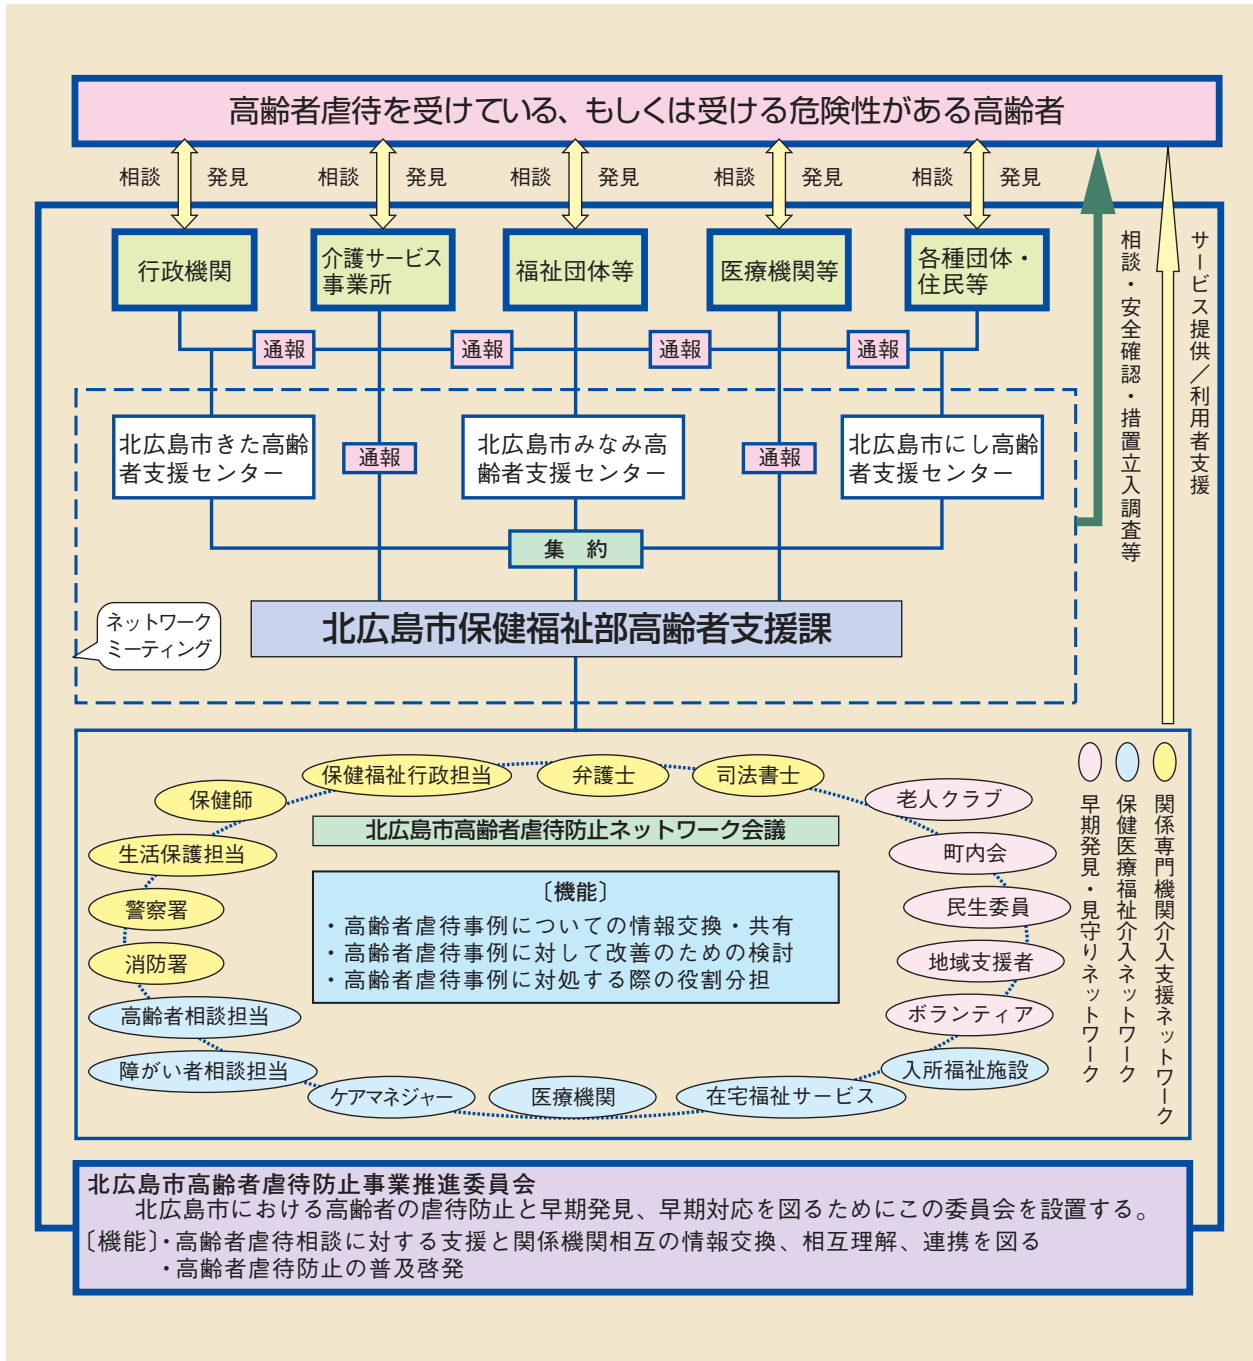 高齢者虐待を受けている、もしくは受ける危険性がある高齢者
相談
発見
相談
発見
相談
発見
相談
発見
相談
発見
行政機関
介護サービス
事業所
福祉団体等
医療機関等
各種団体・
住民等
相談・安全確認・措置立入調査等
サービス提供／利用者支援
通報
通報
通報
通報
北広島市きた高齢
者支援センター
通報
北広島市みなみ高
齢者支援センター
通報
北広島市にし高齢
者支援センター
集　約
北広島市保健福祉部高齢者支援課
ネットワーク
ミーティング
保健福祉行政担当
弁護士
司法書士
保健師
老人クラブ
北広島市高齢者虐待防止ネットワーク会議
生活保護担当
町内会
〔機能〕
・高齢者虐待事例についての情報交換・共有
・高齢者虐待事例に対して改善のための検討
・高齢者虐待事例に対処する際の役割分担
警察署
民生委員
消防署
地域支援者
高齢者相談担当
ボランティア
障がい者相談担当
入所福祉施設
ケアマネジャー
医療機関
在宅福祉サービス
早期発見・見守りネットワーク
保健医療福祉介入ネットワーク
関係専門機関介入支援ネットワーク
北広島市高齢者虐待防止事業推進委員会
北広島市における高齢者の虐待防止と早期発見、早期対応を図るためにこの委員会を設置する。
〔機能〕・高齢者虐待相談に対する支援と関係機関相互の情報交換、相互理解、連携を図る
・高齢者虐待防止の普及啓発